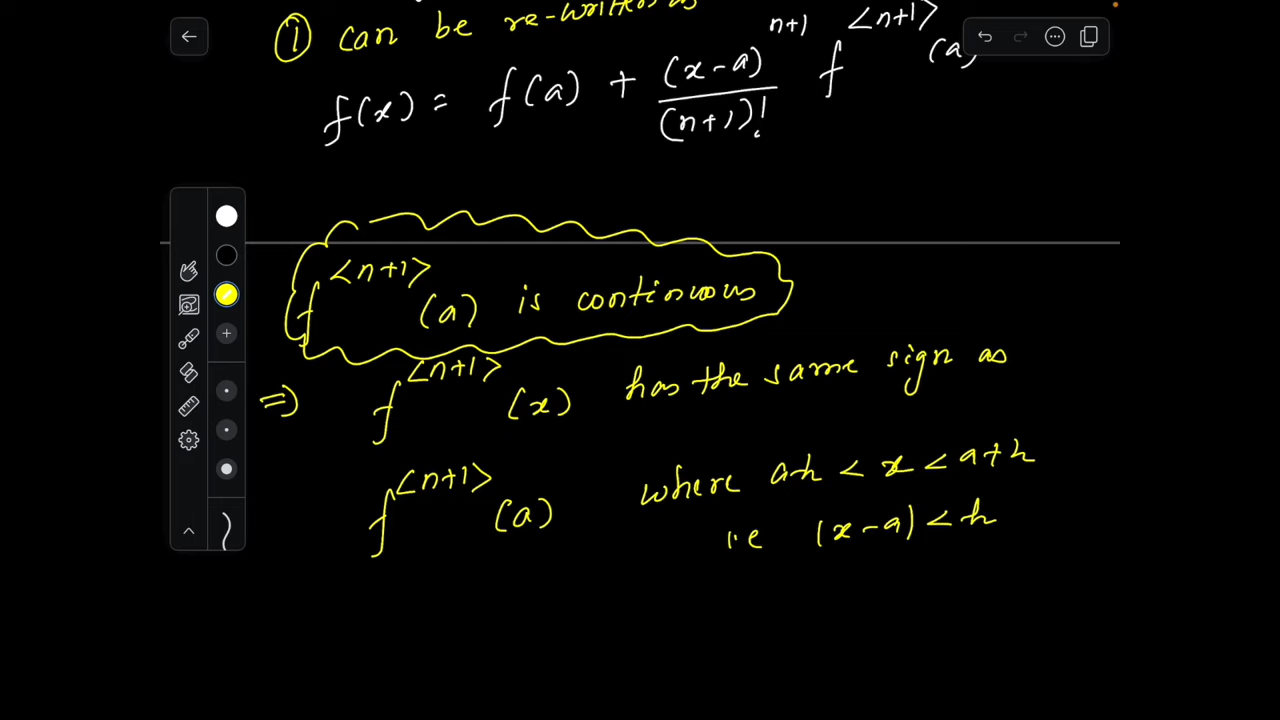 ① can be re-written as
f(x) = f(a) + (x-a)^{n+1}/(n+1)! f^{<n+1>}(a)
f^{<n+1>}(a) is continuous
=) f^{<n+1>}(x) has the same sign as
f^{<n+1>}(a) where a-h < x < a+h
i.e (x-a) < h